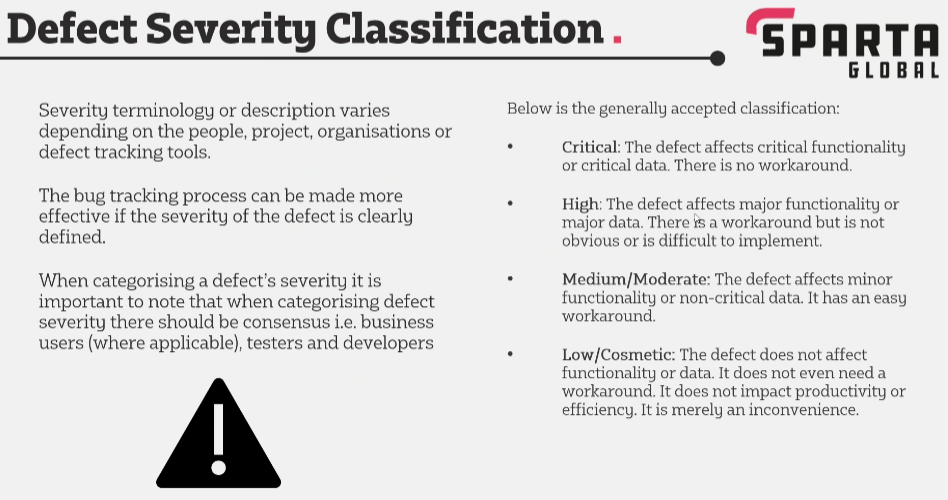 Defect Severity Classification .
SPARTA
GLOBAL
Severity terminology or description varies
depending on the people, project, organisations or
defect tracking tools.
The bug tracking process can be made more
effective if the severity of the defect is clearly
defined.
When categorising a defect's severity it is
important to note that when categorising defect
severity there should be consensus i.e. business
users (where applicable), testers and developers
Below is the generally accepted classification:
• Critical: The defect affects critical functionality
or critical data. There is no workaround.
• High: The defect affects major functionality or
major data. There is a workaround but is not
obvious or is difficult to implement.
• Medium/Moderate: The defect affects minor
functionality or non-critical data. It has an easy
workaround.
• Low/Cosmetic: The defect does not affect
functionality or data. It does not even need a
workaround. It does not impact productivity or
efficiency. It is merely an inconvenience.